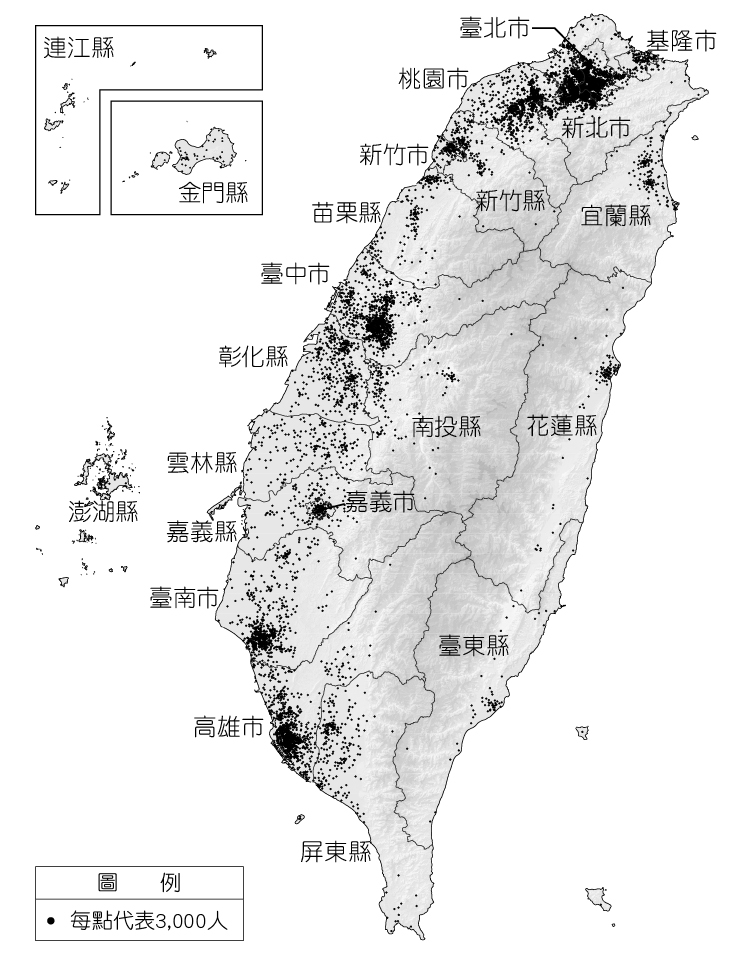 連江縣
金門縣
臺北市
基隆市
桃園市
新北市
新竹市
新竹縣
宜蘭縣
苗栗縣
臺中市
彰化縣
南投縣
花蓮縣
雲林縣
嘉義市
澎湖縣
嘉義縣
臺南市
臺東縣
高雄市
屏東縣
圖 例
每點代表3,000人